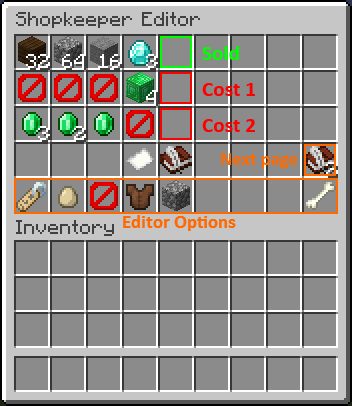 Shopkeeper Editor
32 64 16 3 Sold
4 Cost 1
3 2 Cost 2
Next page 2
Editor Options
Inventory